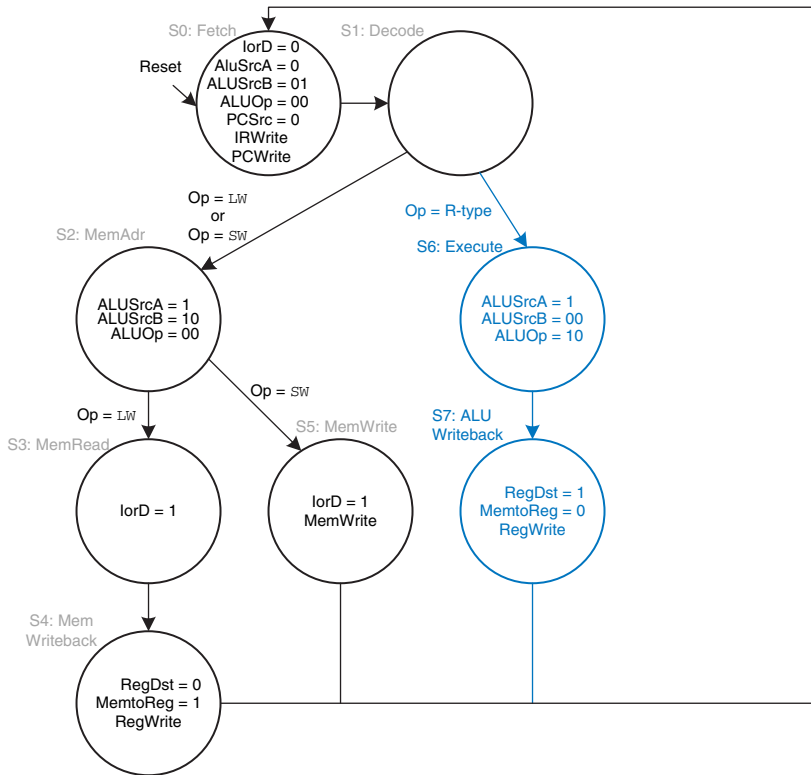 S0: Fetch
S1: Decode
Reset
IorD = 0
AluSrcA = 0
ALUSrcB = 01
ALUOp = 00
PCSrc = 0
IRWrite
PCWrite
Op = LW
or
Op = SW
Op = R-type
S2: MemAdr
S6: Execute
ALUSrcA = 1
ALUSrcB = 10
ALUOp = 00
ALUSrcA = 1
ALUSrcB = 00
ALUOp = 10
Op = SW
Op = LW
S3: MemRead
S5: MemWrite
S7: ALU
Writeback
IorD = 1
IorD = 1
MemWrite
RegDst = 1
MemtoReg = 0
RegWrite
S4: Mem
Writeback
RegDst = 0
MemtoReg = 1
RegWrite